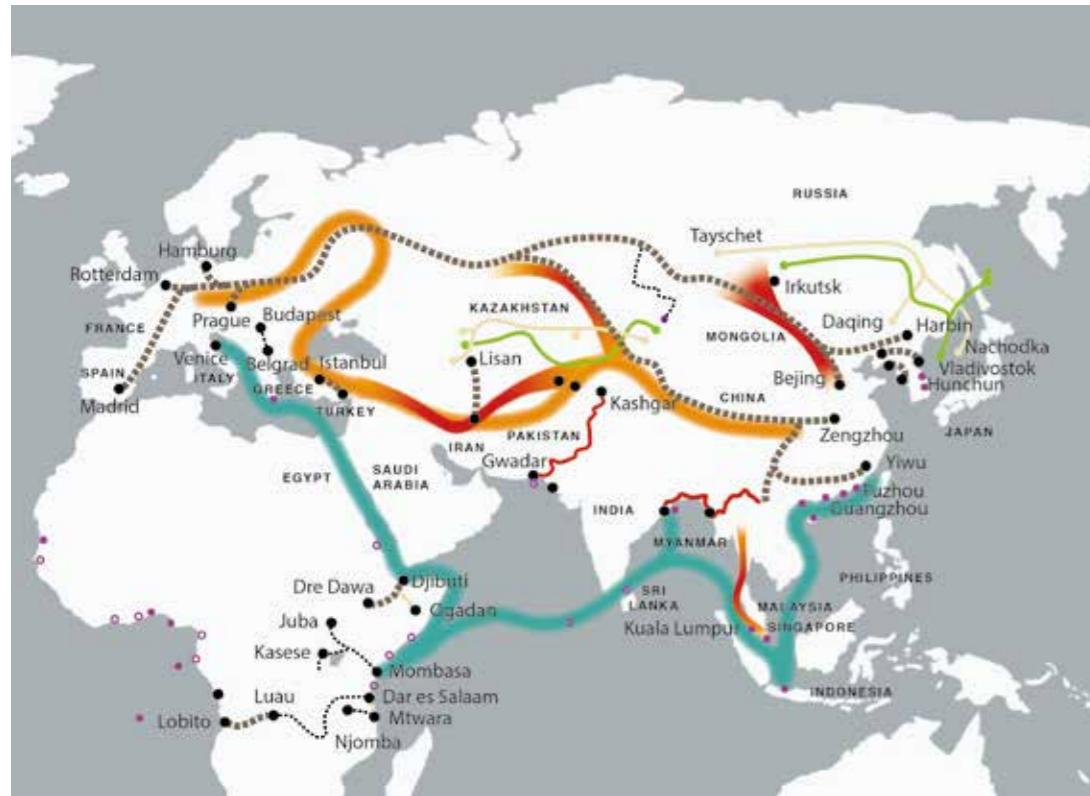 RUSSIA
Tayschet
Hamburg
Rotterdam
Irkutsk
KAZAKHSTAN
MONGOLIA
Daqing
Harbin
FRANCE
Prague
Budapest
Nachodka
Venice
Belgrad
Istanbul
Lisan
Vladivostok
SPAIN
ITALY
GREECE
Bejing
Hunchun
Madrid
TURKEY
Kashgar
CHINA
IRAN
PAKISTAN
Zengzhou
JAPAN
Gwadar
Yiwu
EGYPT
SAUDI
ARABIA
Fuzhou
INDIA
Guangzhou
MYANMAR
Dre Dawa
Djibuti
PHILIPPINES
SRI
LANKA
MALAYSIA
Ogadan
Juba
Kuala Lumpur
SINGAPORE
Kasese
Mombasa
Luau
Dar es Salaam
INDONESIA
Lobito
Mtwara
Njomba